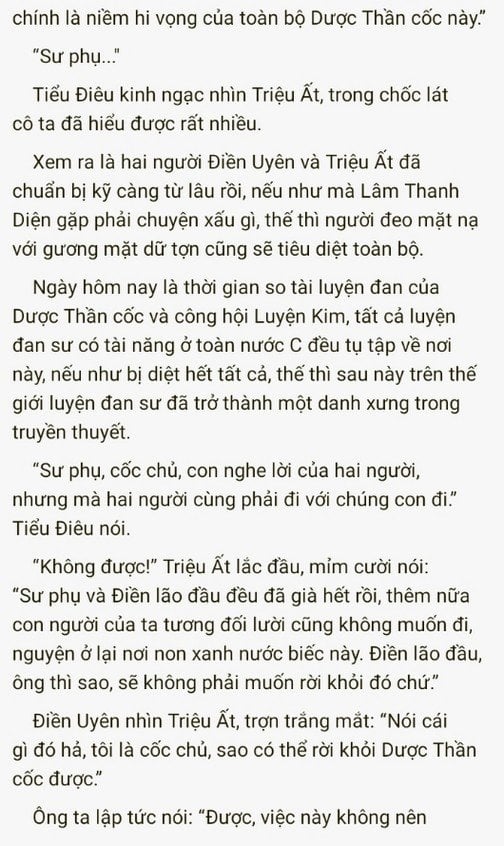 chính là niềm hi vọng của toàn bộ Dược Thần cốc này.”
“Sư phụ..."
Tiểu Điêu kinh ngạc nhìn Triệu Ất, trong chốc lát
cô ta đã hiểu được rất nhiều.
Xem ra là hai người Điền Uyên và Triệu Ất đã
chuẩn bị kỹ càng từ lâu rồi, nếu như mà Lâm Thanh
Diện gặp phải chuyện xấu gì, thế thì người đeo mặt nạ
với gương mặt dữ tợn cũng sẽ tiêu diệt toàn bộ.
Ngày hôm nay là thời gian so tài luyện đan của
Dược Thần cốc và công hội Luyện Kim, tất cả luyện
đan sư có tài năng ở toàn nước C đều tụ tập về nơi
này, nếu như bị diệt hết tất cả, thế thì sau này trên thế
giới luyện đan sư đã trở thành một danh xưng trong
truyền thuyết.
“Sư phụ, cốc chủ, con nghe lời của hai người,
nhưng mà hai người cùng phải đi với chúng con đi.”
Tiểu Điêu nói.
“Không được!” Triệu Ất lắc đầu, mỉm cười nói:
“Sư phụ và Điền lão đầu đều đã già hết rồi, thêm nữa
con người của ta tương đối lười cũng không muốn đi,
nguyện ở lại nơi non xanh nước biếc này. Điền lão đầu,
ông thì sao, sẽ không phải muốn rời khỏi đó chứ.”
Điền Uyên nhìn Triệu Ất, trợn trắng mắt: “Nói cái
gì đó hả, tôi là cốc chủ, sao có thể rời khỏi Dược Thần
cốc được.”
Ông ta lập tức nói: “Được, việc này không nên